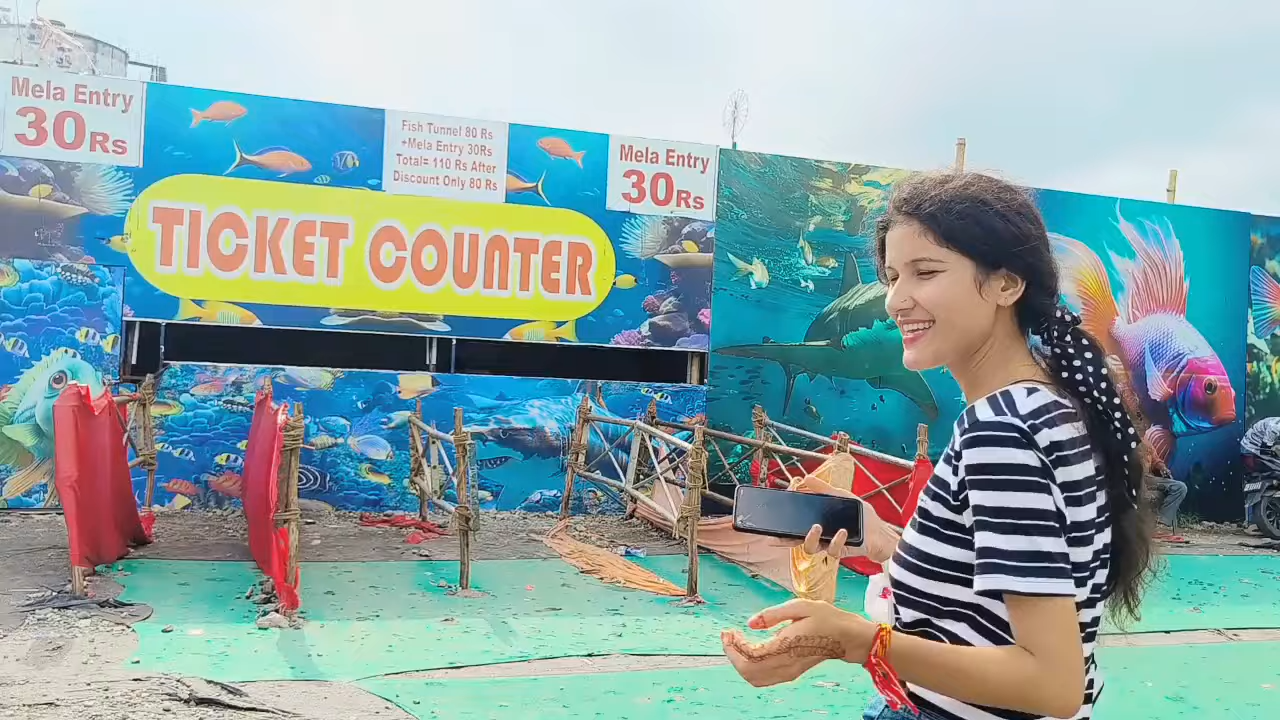 Mela Entry
30Rs
Fish Tunnel 80 Rs
+Mela Entry 30Rs
Total= 110 Rs After
Discount Only 80 Rs
Mela Entry
30Rs
TICKET COUNTER